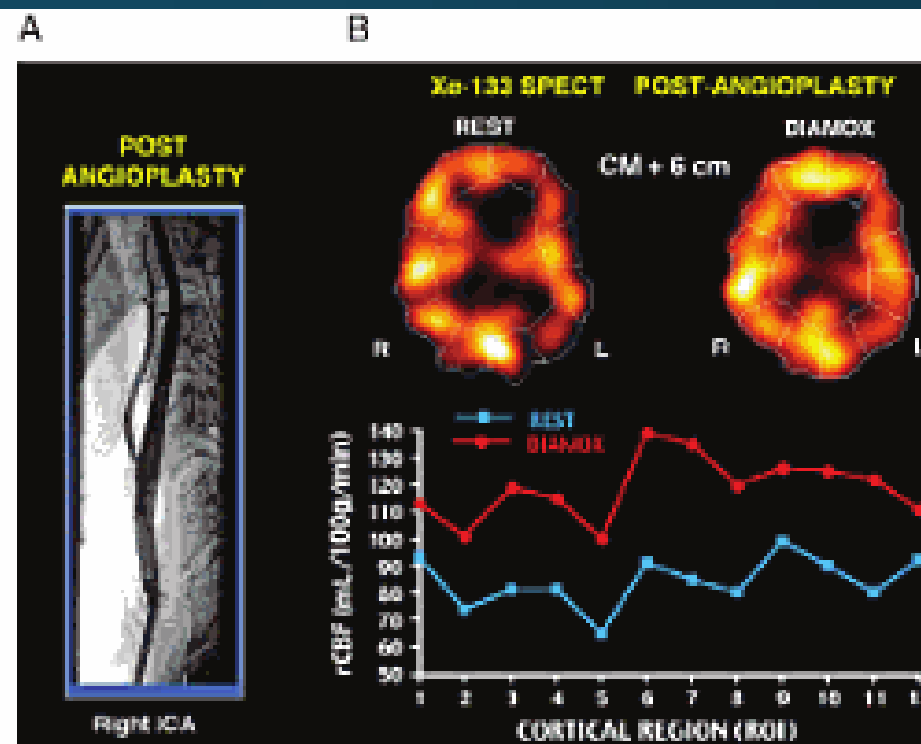 A
B
POST
ANGIOPLASTY
Right ICA
Xe-133 SPECT POST-ANGIOPLASTY
REST
DIAMOX
CM + 6 cm
R
L
R
REST
DIAMOX
rCBF (mL/100g/min)
140
130
120
110
100
90
80
70
60
50
1 2 3 4 5 6 7 8 9 10 11
CORTICAL REGION (ROI)